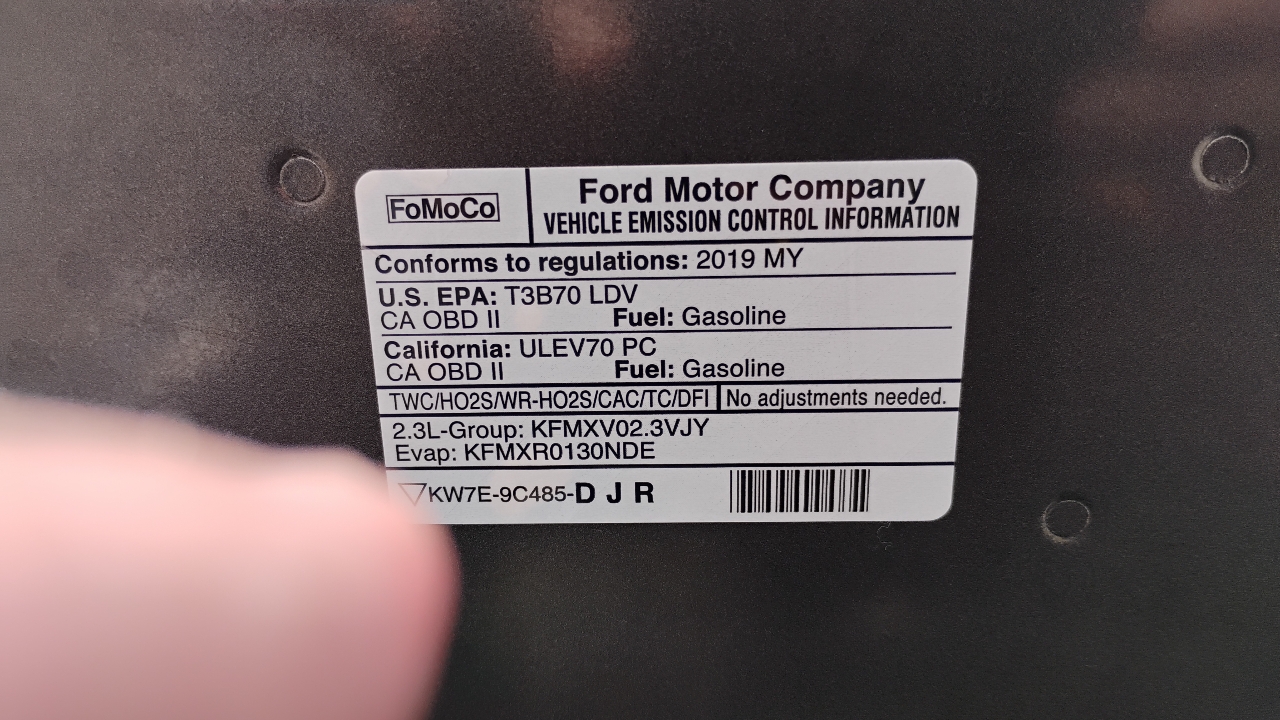 FoMoCo
Ford Motor Company
VEHICLE EMISSION CONTROL INFORMATION
Conforms to regulations: 2019 MY
U.S. EPA: T3B70 LDV
CA OBD II Fuel: Gasoline
California: ULEV70 PC
CA OBD II Fuel: Gasoline
TWC/HO2S/WR-HO2S/CAC/TC/DFI No adjustments needed.
2.3L-Group: KFMXV02.3VJY
Evap: KFMXR0130NDE
KW7E-9C485-D J R